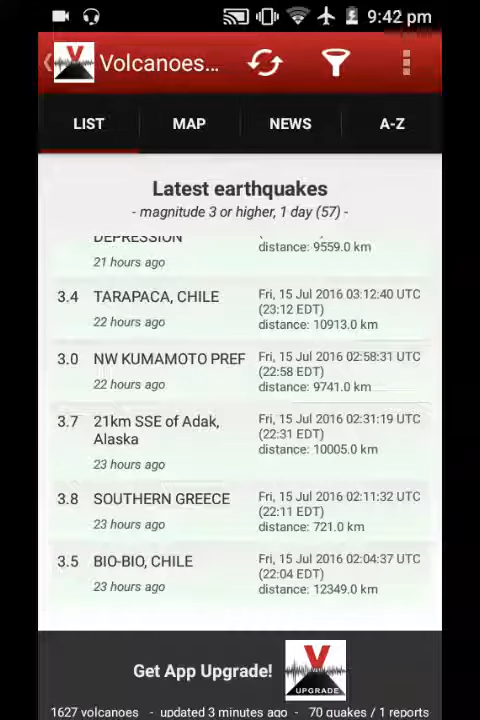 9:42 pm
Volcanoes...
LIST MAP NEWS A-Z
Latest earthquakes
- magnitude 3 or higher, 1 day (57) -
DEPRESSION
distance: 9559.0 km
21 hours ago
3.4 TARAPACA, CHILE
Fri, 15 Jul 2016 03:12:40 UTC
(23:12 EDT)
22 hours ago
distance: 10913.0 km
3.0 NW KUMAMOTO PREF
Fri, 15 Jul 2016 02:58:31 UTC
(22:58 EDT)
22 hours ago
distance: 9741.0 km
3.7 21km SSE of Adak,
Alaska
Fri, 15 Jul 2016 02:31:19 UTC
(22:31 EDT)
distance: 10005.0 km
23 hours ago
3.8 SOUTHERN GREECE
Fri, 15 Jul 2016 02:11:32 UTC
(22:11 EDT)
23 hours ago
distance: 721.0 km
3.5 BIO-BIO, CHILE
Fri, 15 Jul 2016 02:04:37 UTC
(22:04 EDT)
23 hours ago
distance: 12349.0 km
Get App Upgrade!
V
UPGRADE
1627 volcanoes - updated 3 minutes ago - 70 quakes / 1 reports